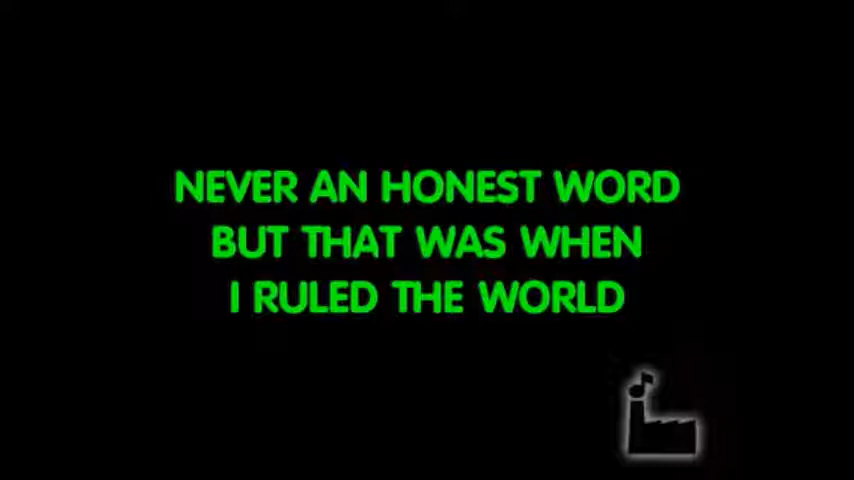 NEVER AN HONEST WORD
BUT THAT WAS WHEN
I RULED THE WORLD